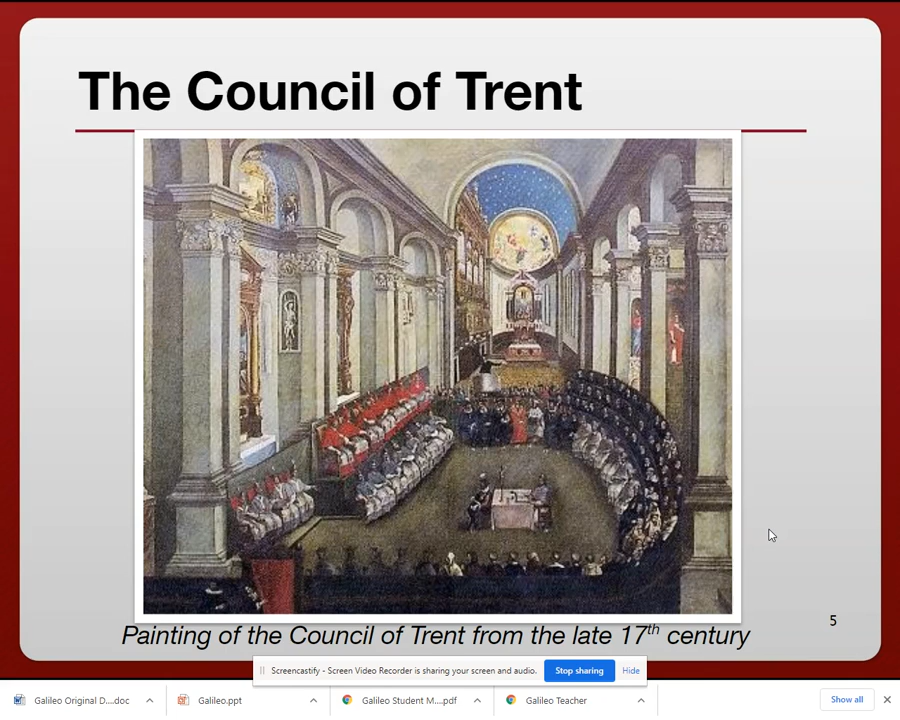 The Council of Trent
5
Painting of the Council of Trent from the late 17th century
Screencastify - Screen Video Recorder is sharing your screen and audio. Stop sharing Hide
Galileo Original D....doc Galileo.ppt Galileo Student M....pdf Galileo Teacher Show all